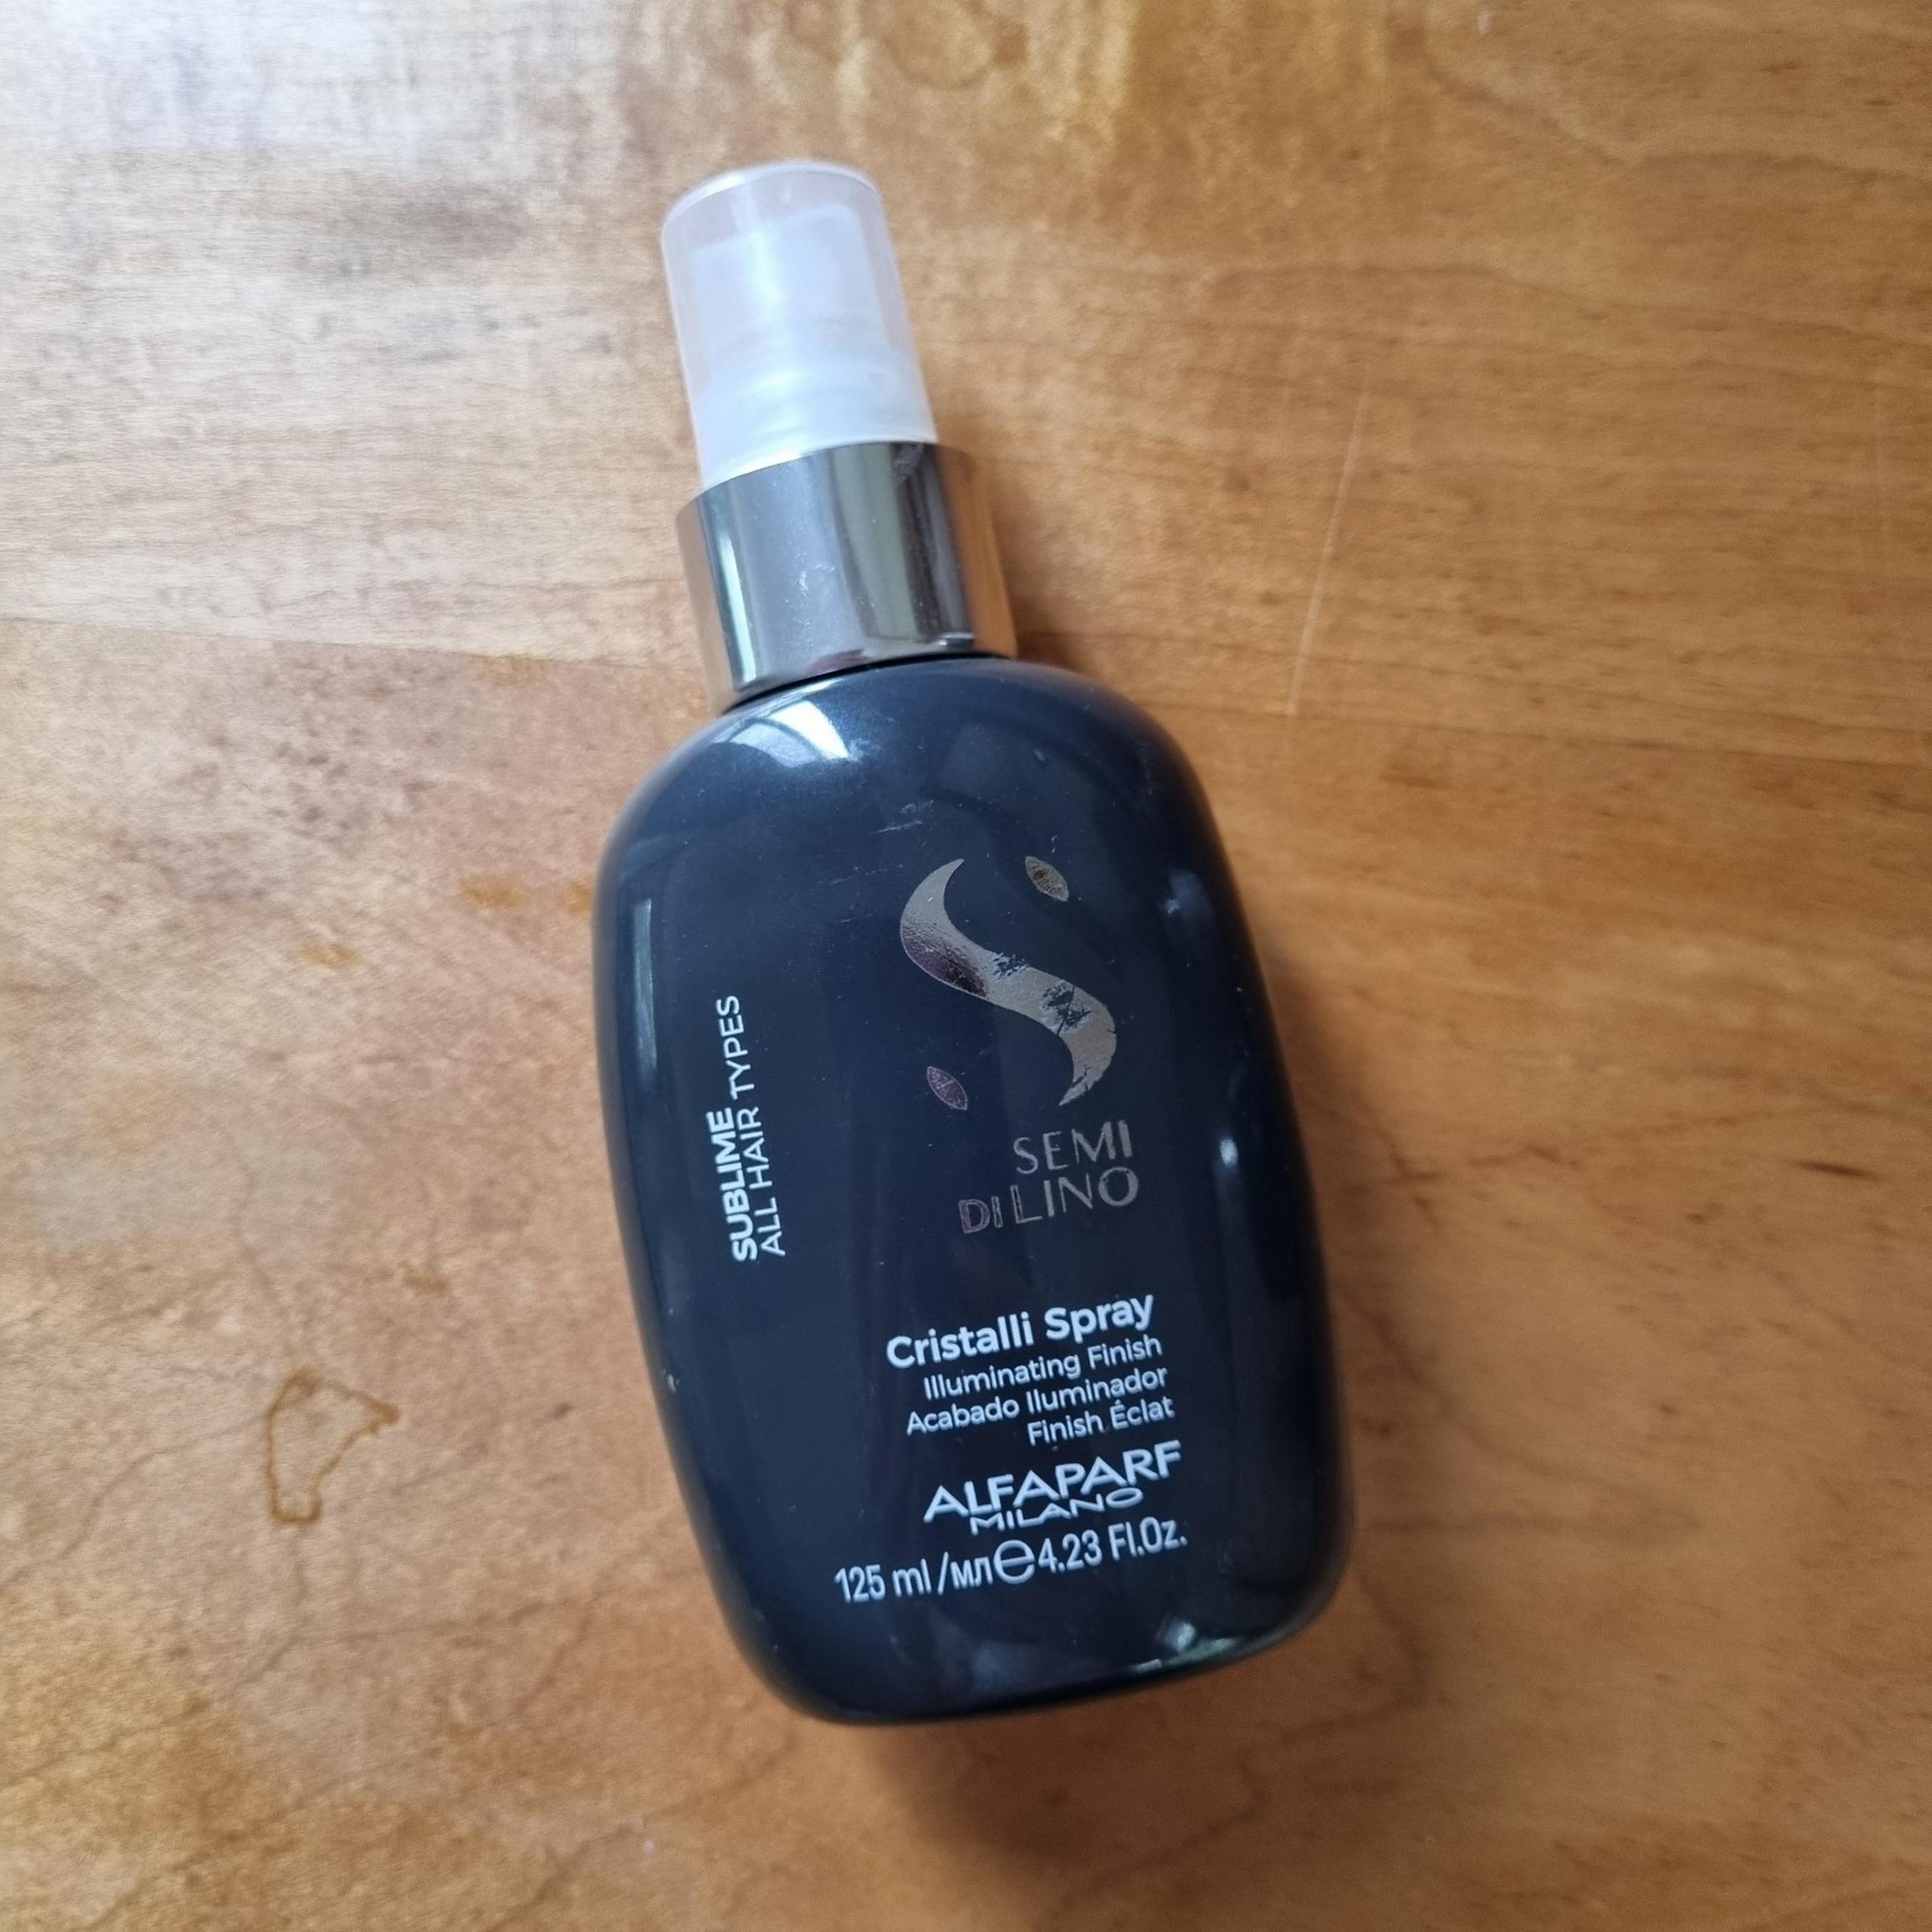 SUBLIME
ALL HAIR TYPES
SEMI
DI LINO
Cristalli Spray
Illuminating Finish
Acabado Iluminador
Finish Éclat
ALFAPARF
MILANO
125 ml/мл℮4.23 Fl.Oz.